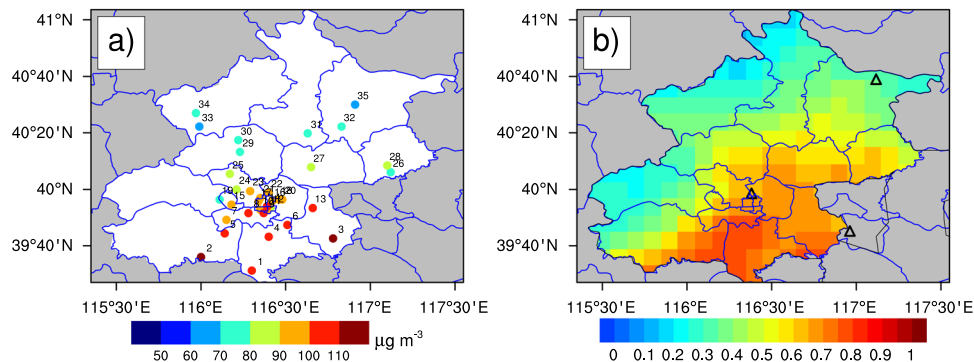 a)
41°N
40°40'N
40°20'N
40°N
39°40'N
34
33
35
31
32
30
29
27
28
26
25
24
23
22
15
13
7
6
5
4
3
2
1
115°30'E
116°E
116°30'E
117°E
117°30'E
50 60 70 80 90 100 110
µg m⁻³
b)
41°N
40°40'N
40°20'N
40°N
39°40'N
115°30'E
116°E
116°30'E
117°E
117°30'E
0 0.1 0.2 0.3 0.4 0.5 0.6 0.7 0.8 0.9 1